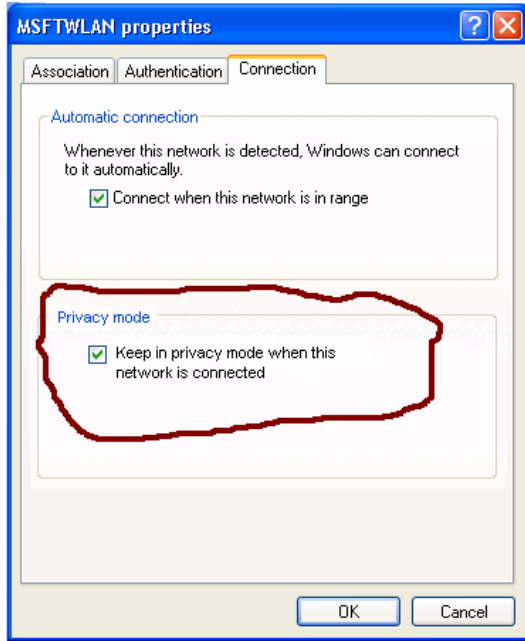 MSFTWLAN properties
Association Authentication Connection
Automatic connection
Whenever this network is detected, Windows can connect
to it automatically.
Connect when this network is in range
Privacy mode
Keep in privacy mode when this
network is connected
OK Cancel